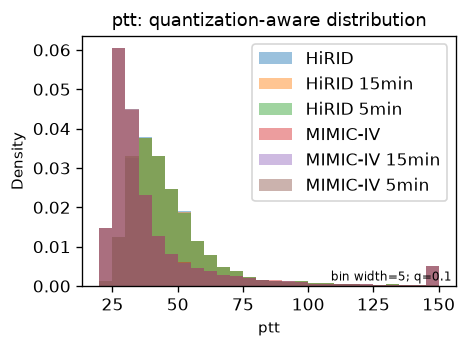 ptt: quantization-aware distribution
0.06
0.05
0.04
0.03
0.02
0.01
0.00
Density
HiRID
HiRID 15min
HiRID 5min
MIMIC-IV
MIMIC-IV 15min
MIMIC-IV 5min
bin width=5; q=0.1
25
50
75
100
125
150
ptt